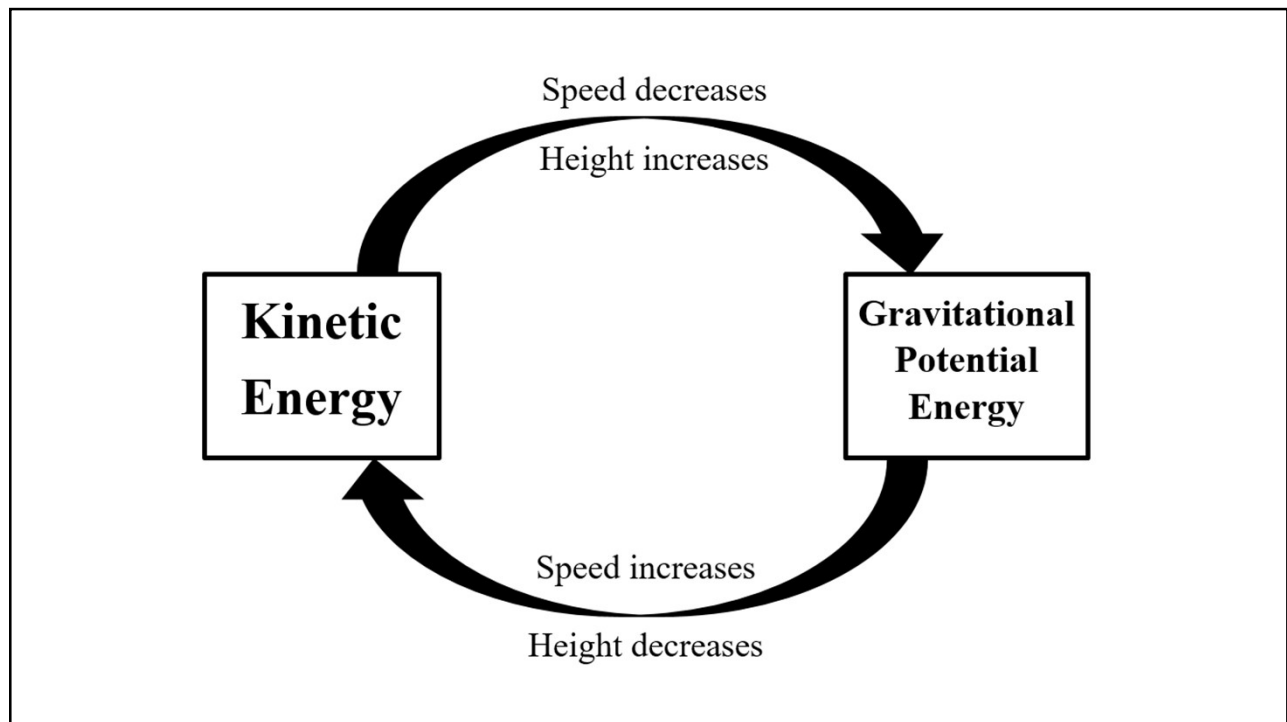 Speed decreases
Height increases
Kinetic
Energy
Gravitational
Potential
Energy
Speed increases
Height decreases